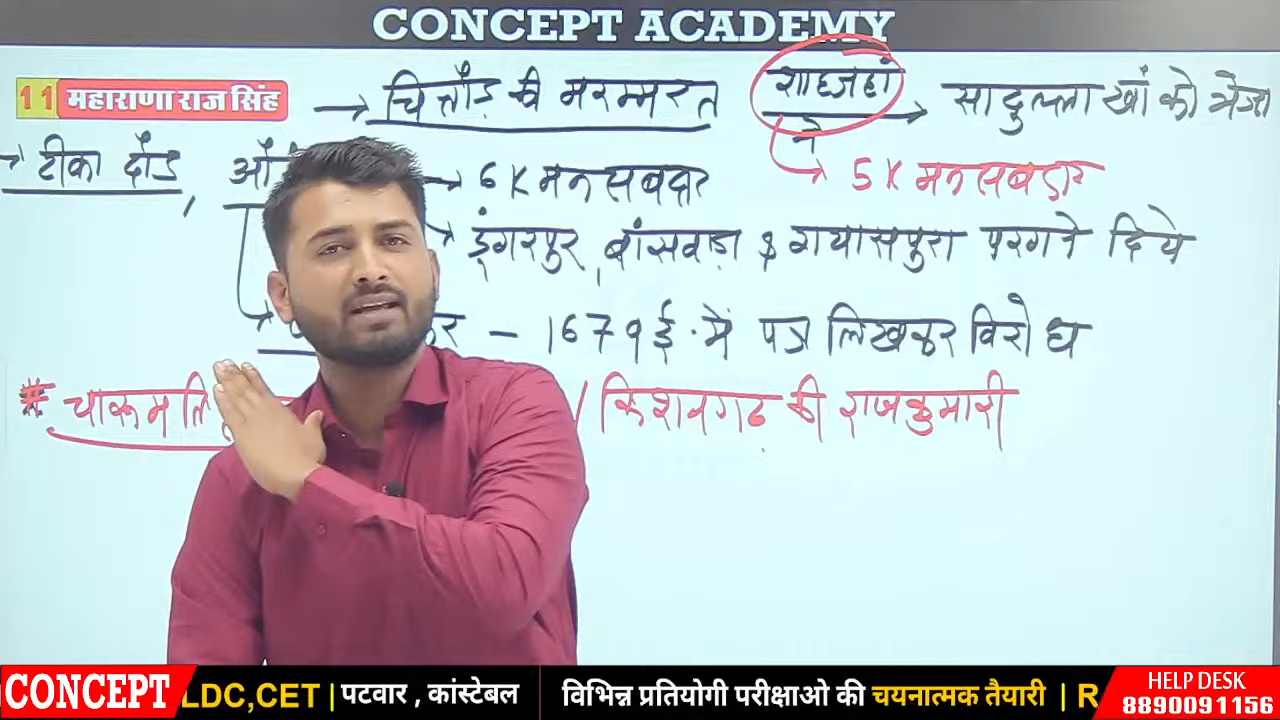 CONCEPT ACADEMY
11 महाराणा राज सिंह → चित्तौड़ की मरम्मत शाहजहां → सादुल्ला खां को भेजा
ने
→ टीका दौड़, → 6K मनसबदार → 5K मनसबदार
→ डूंगरपुर, बांसवाड़ा & गयासपुरा परगने दिये
– 1679 ई. में पत्र लिखकर विरोध
* चारूमति / किशनगढ़ की राजकुमारी
CONCEPT LDC,CET | पटवार , कांस्टेबल | विभिन्न प्रतियोगी परीक्षाओ की चयनात्मक तैयारी | R
HELP DESK
8890091156